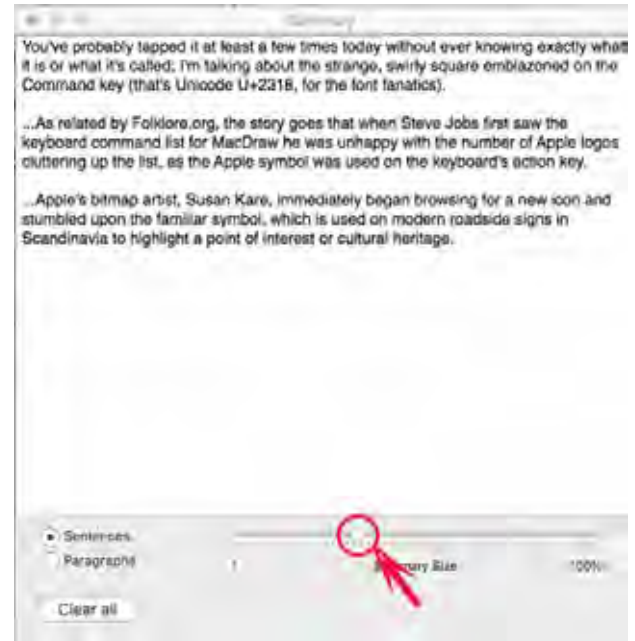 Summary
You've probably tapped it at least a few times today without ever knowing exactly what
it is or what it's called; I'm talking about the strange, swirly square emblazoned on the
Command key (that's Unicode U+2318, for the font fanatics).
...As related by Folklore.org, the story goes that when Steve Jobs first saw the
keyboard command list for MacDraw he was unhappy with the number of Apple logos
cluttering up the list, as the Apple symbol was used on the keyboard's action key.
...Apple's bitmap artist, Susan Kare, immediately began browsing for a new icon and
stumbled upon the familiar symbol, which is used on modern roadside signs in
Scandinavia to highlight a point of interest or cultural heritage.
Sentences
Paragraphs
1 Summary Size 100%
Clear all